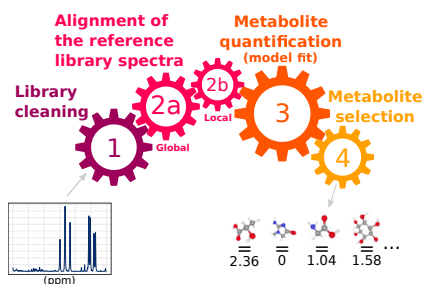 Alignment of
the reference
library spectra
Metabolite
quantification
(model fit)
Library
cleaning
Metabolite
selection
1
2a
2b
3
4
Global
Local
(ppm)
= = = = ...
2.36 0 1.04 1.58